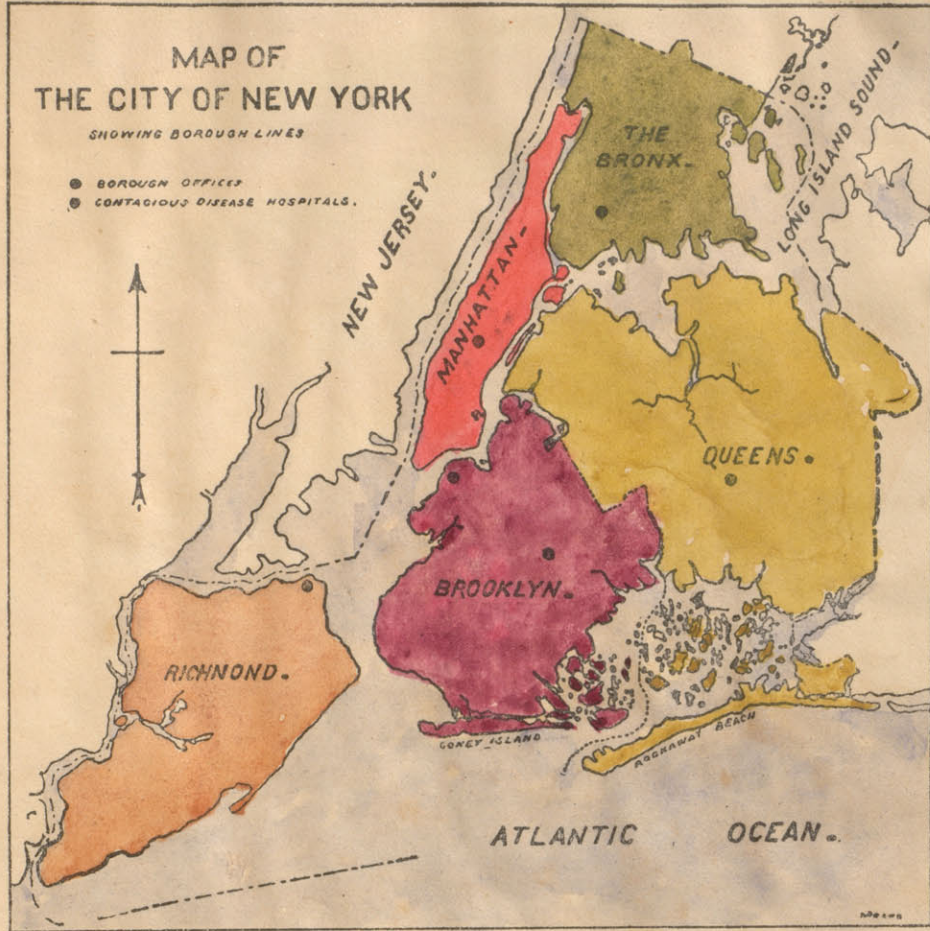 MAP OF
THE CITY OF NEW YORK
SHOWING BOROUGH LINES
BOROUGH OFFICES
CONTAGIOUS DISEASE HOSPITALS.
THE
BRONX.
LONG ISLAND SOUND
NEW JERSEY.
MANHATTAN
QUEENS.
BROOKLYN.
RICHMOND.
CONEY ISLAND
ROCKAWAY BEACH
ATLANTIC OCEAN.